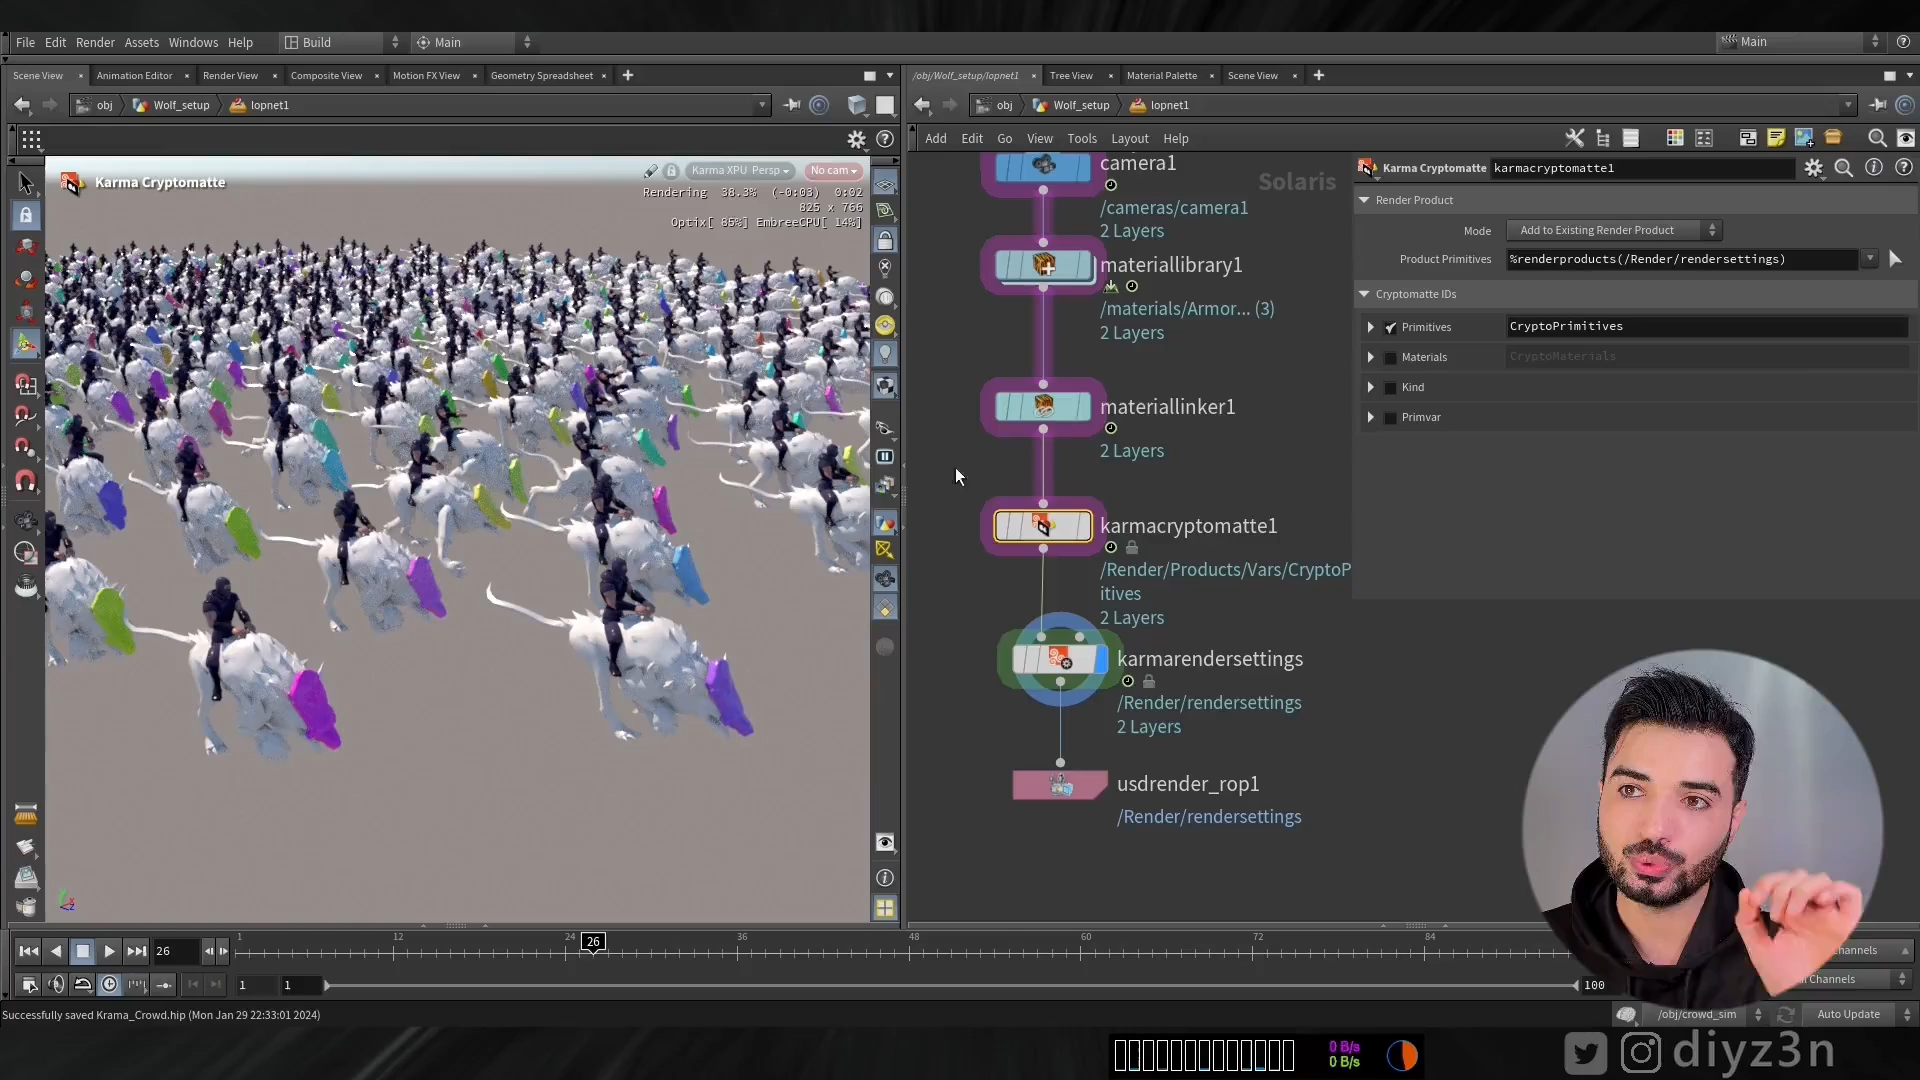 File Edit Render Assets Windows Help Build Main Main
Scene View Animation Editor Render View Composite View Motion FX View Geometry Spreadsheet
/obj/Wolf_setup/lopnet1 Tree View Material Palette Scene View
obj Wolf_setup lopnet1
obj Wolf_setup lopnet1
Add Edit Go View Tools Layout Help
Karma Cryptomatte
Karma XPU Persp No cam
Rendering 38.3% (-0:03) 0:02
825 x 766
Optix[ 85%] EmbreeCPU[ 14%]
Solaris
camera1
/cameras/camera1
2 Layers
materiallibrary1
/materials/Armor... (3)
2 Layers
materiallinker1
2 Layers
karmacryptomatte1
/Render/Products/Vars/CryptoP
itives
2 Layers
karmarendersettings
/Render/rendersettings
2 Layers
usdrender_rop1
/Render/rendersettings
Karma Cryptomatte karmacryptomatte1
Render Product
Mode Add to Existing Render Product
Product Primitives %renderproducts(/Render/rendersettings)
Cryptomatte IDs
Primitives CryptoPrimitives
Materials CryptoMaterials
Kind
Primvar
26
1 12 24 26 36 48 60 72 84
hannels
1 1 100
Channels
Successfully saved Krama_Crowd.hip (Mon Jan 29 22:33:01 2024)
/obj/crowd_sim Auto Update
0 B/s
0 B/s
diyz3n